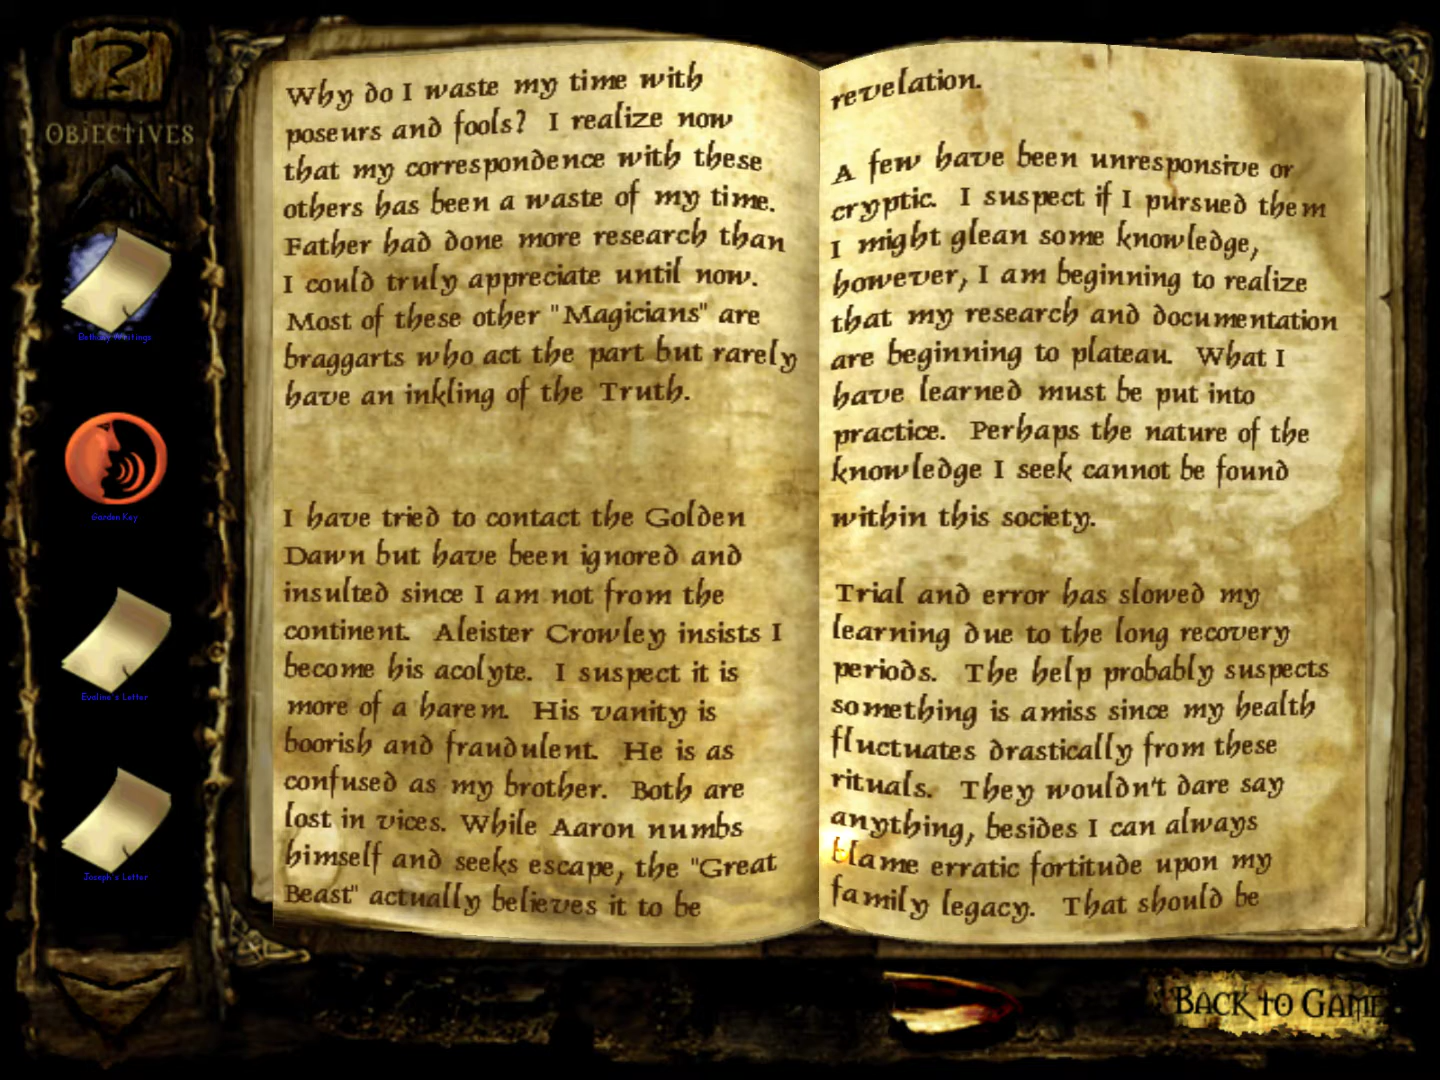 OBJECTIVES
Bethany Writings
Garden Key
Evaline's Letter
Joseph's Letter
Why do I waste my time with
poseurs and fools? I realize now
that my correspondence with these
others has been a waste of my time.
Father had done more research than
I could truly appreciate until now.
Most of these other "Magicians" are
braggarts who act the part but rarely
have an inkling of the Truth.
I have tried to contact the Golden
Dawn but have been ignored and
insulted since I am not from the
continent. Aleister Crowley insists I
become his acolyte. I suspect it is
more of a harem. His vanity is
boorish and fraudulent. He is as
confused as my brother. Both are
lost in vices. While Aaron numbs
himself and seeks escape, the "Great
Beast" actually believes it to be
revelation.
A few have been unresponsive or
cryptic. I suspect if I pursued them
I might glean some knowledge,
however, I am beginning to realize
that my research and documentation
are beginning to plateau. What I
have learned must be put into
practice. Perhaps the nature of the
knowledge I seek cannot be found
within this society.
Trial and error has slowed my
learning due to the long recovery
periods. The help probably suspects
something is amiss since my health
fluctuates drastically from these
rituals. They wouldn't dare say
anything, besides I can always
blame erratic fortitude upon my
family legacy. That should be
BACK TO GAME